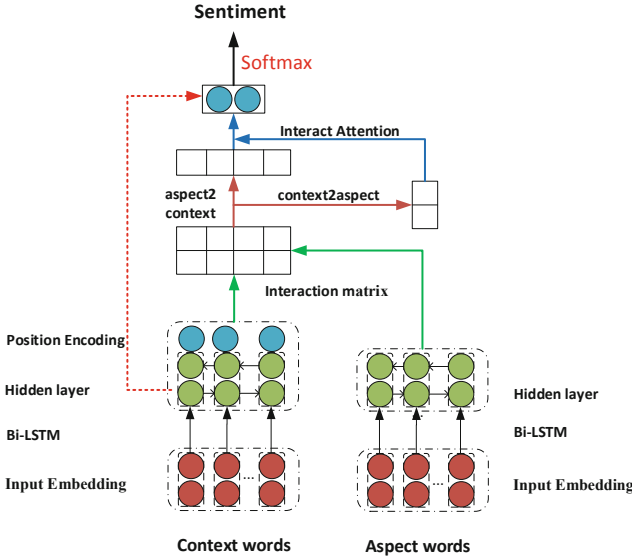 Sentiment
Softmax
Interact Attention
aspect2
context
context2aspect
Interaction matrix
Position Encoding
Hidden layer
Hidden layer
Bi-LSTM
Bi-LSTM
...
...
Input Embedding
Input Embedding
Context words
Aspect words